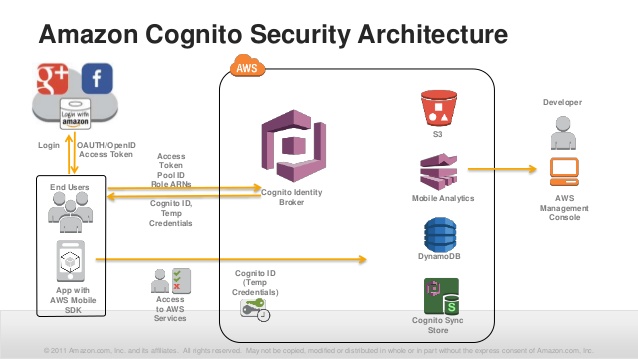 Amazon Cognito Security Architecture
g+
f
AWS
Login with
amazon
Developer
S3
Login
OAUTH/OpenID
Access Token
Access
Token
Pool ID
Role ARNs
End Users
Cognito Identity
Broker
Mobile Analytics
AWS
Management
Console
Cognito ID,
Temp
Credentials
DynamoDB
Cognito ID
(Temp
Credentials)
App with
AWS Mobile
SDK
Access
to AWS
Services
S
Cognito Sync
Store
© 2011 Amazon.com, Inc. and its affiliates. All rights reserved. May not be copied, modified or distributed in whole or in part without the express consent of Amazon.com, Inc.